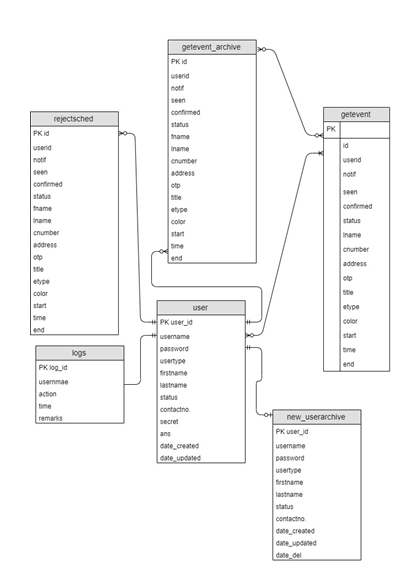 getevent_archive
PK id
userid
notif
seen
confirmed
status
fname
lname
cnumber
address
otp
title
etype
color
start
time
end
rejectsched
PK id
userid
notif
seen
confirmed
status
fname
lname
cnumber
address
otp
title
etype
color
start
time
end
getevent
PK
id
userid
notif
seen
confirmed
status
lname
cnumber
address
otp
title
etype
color
start
time
end
user
PK user_id
username
password
usertype
firstname
lastname
status
contactno.
secret
ans
date_created
date_updated
logs
PK log_id
usernmae
action
time
remarks
new_userarchive
PK user_id
username
password
usertype
firstname
lastname
status
contactno.
date_created
date_updated
date_del